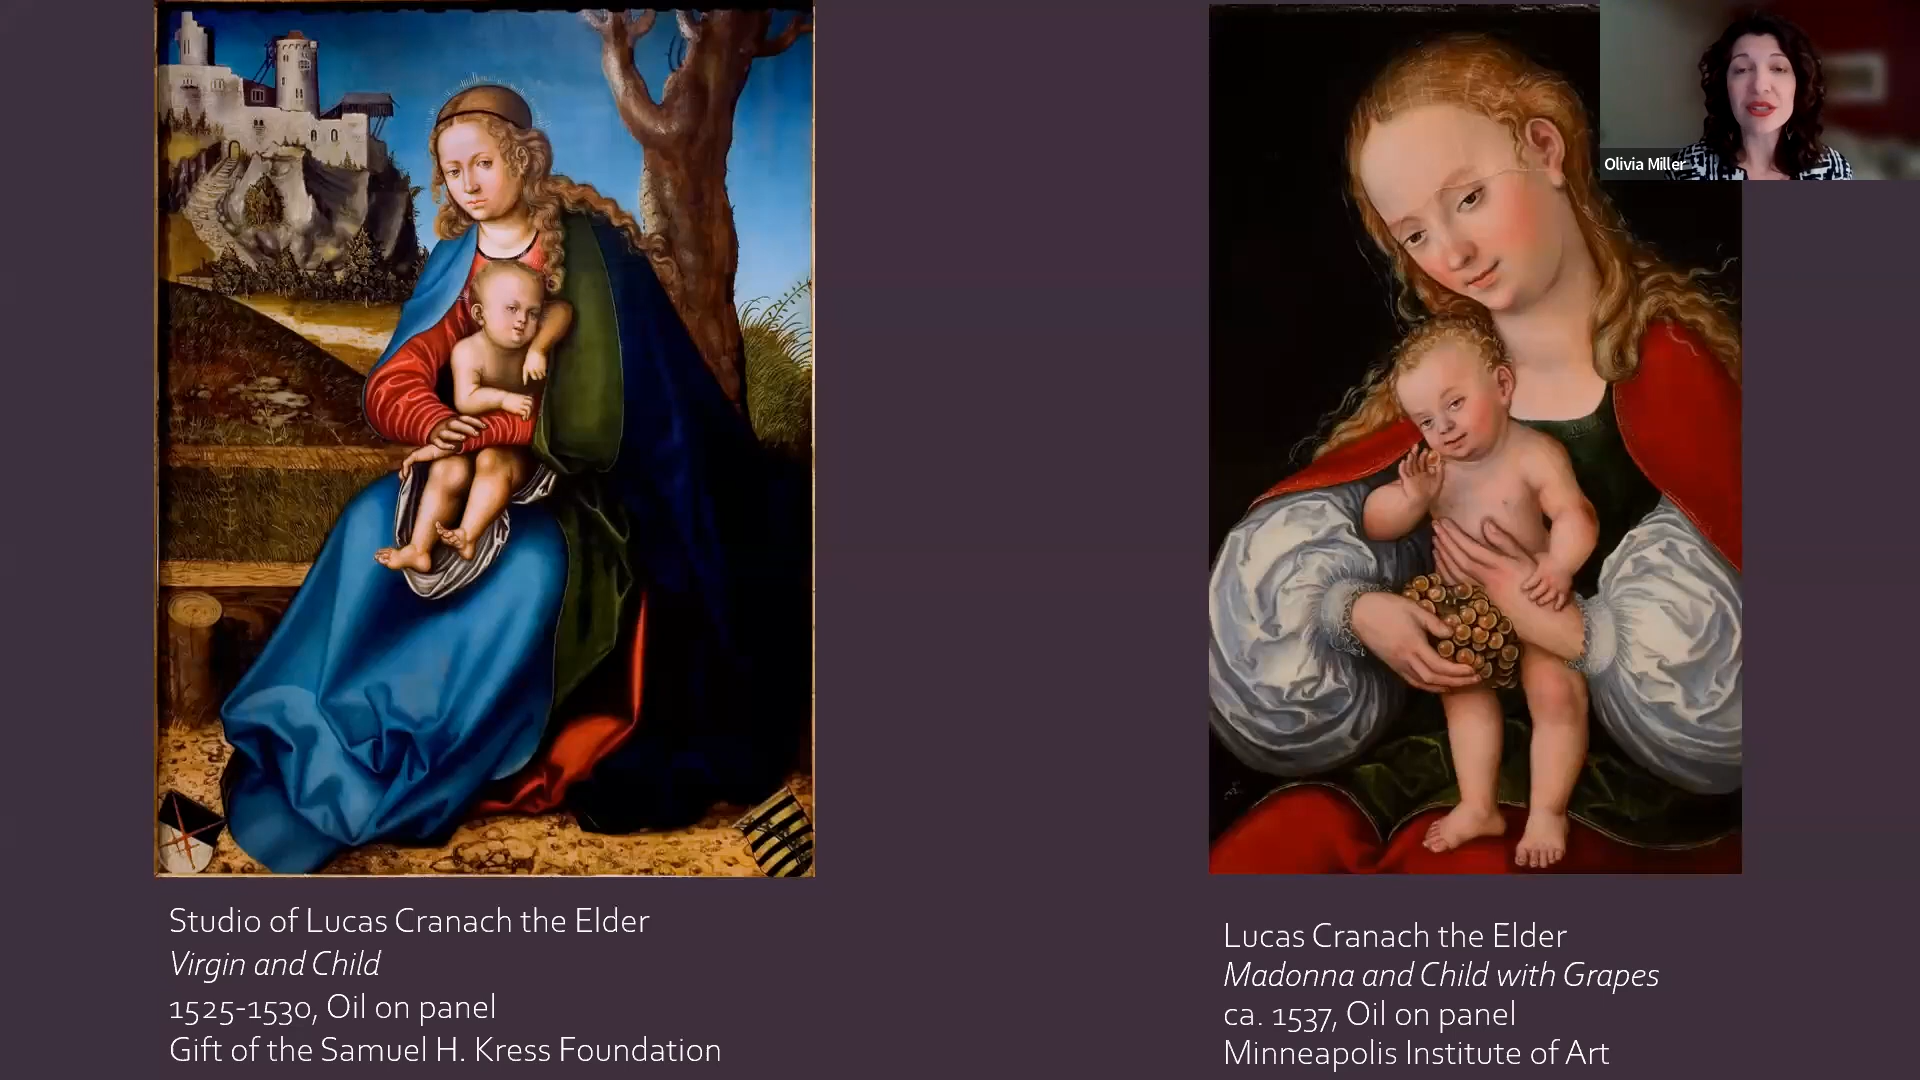 Olivia Miller
Studio of Lucas Cranach the Elder
Virgin and Child
1525-1530, Oil on panel
Gift of the Samuel H. Kress Foundation
Lucas Cranach the Elder
Madonna and Child with Grapes
ca. 1537, Oil on panel
Minneapolis Institute of Art